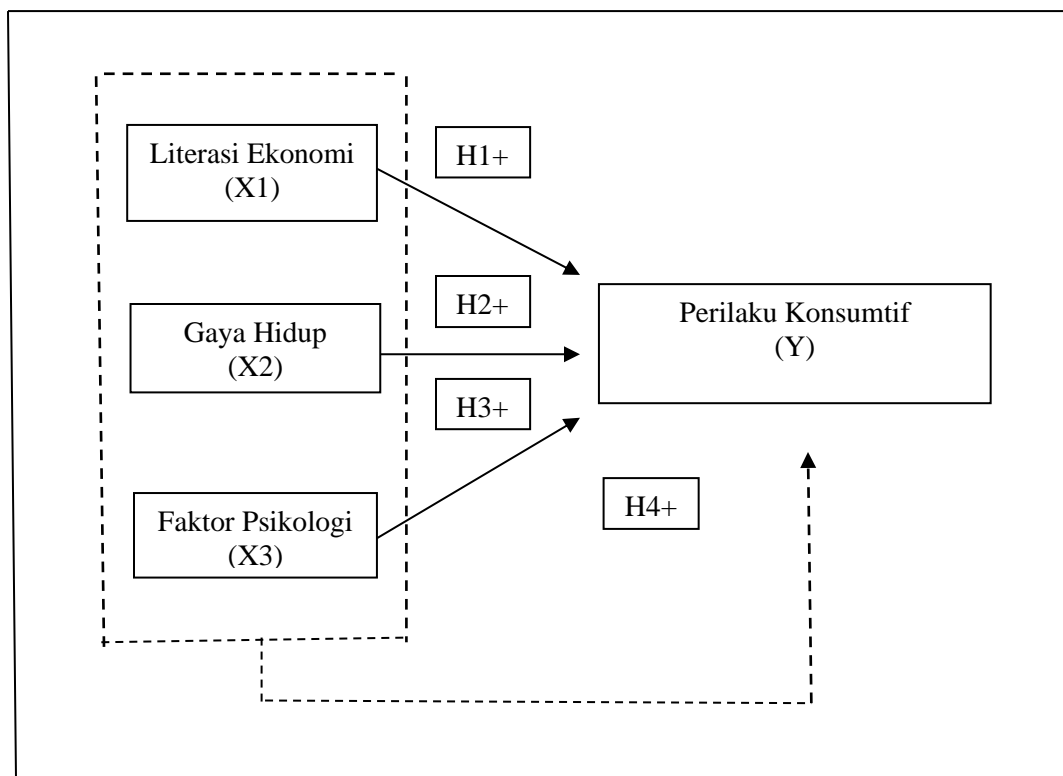 Literasi Ekonomi
(X1)
H1+
Gaya Hidup
(X2)
H2+
Perilaku Konsumtif
(Y)
H3+
Faktor Psikologi
(X3)
H4+